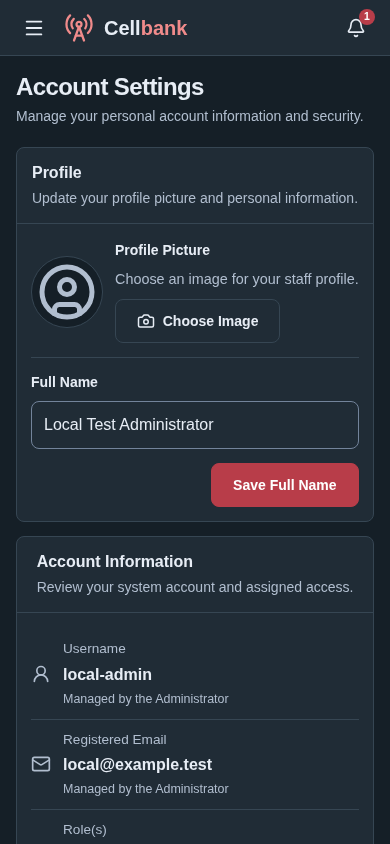 Cellbank
1
Account Settings
Manage your personal account information and security.
Profile
Update your profile picture and personal information.
Profile Picture
Choose an image for your staff profile.
Choose Image
Full Name
Local Test Administrator
Save Full Name
Account Information
Review your system account and assigned access.
Username
local-admin
Managed by the Administrator
Registered Email
local@example.test
Managed by the Administrator
Role(s)